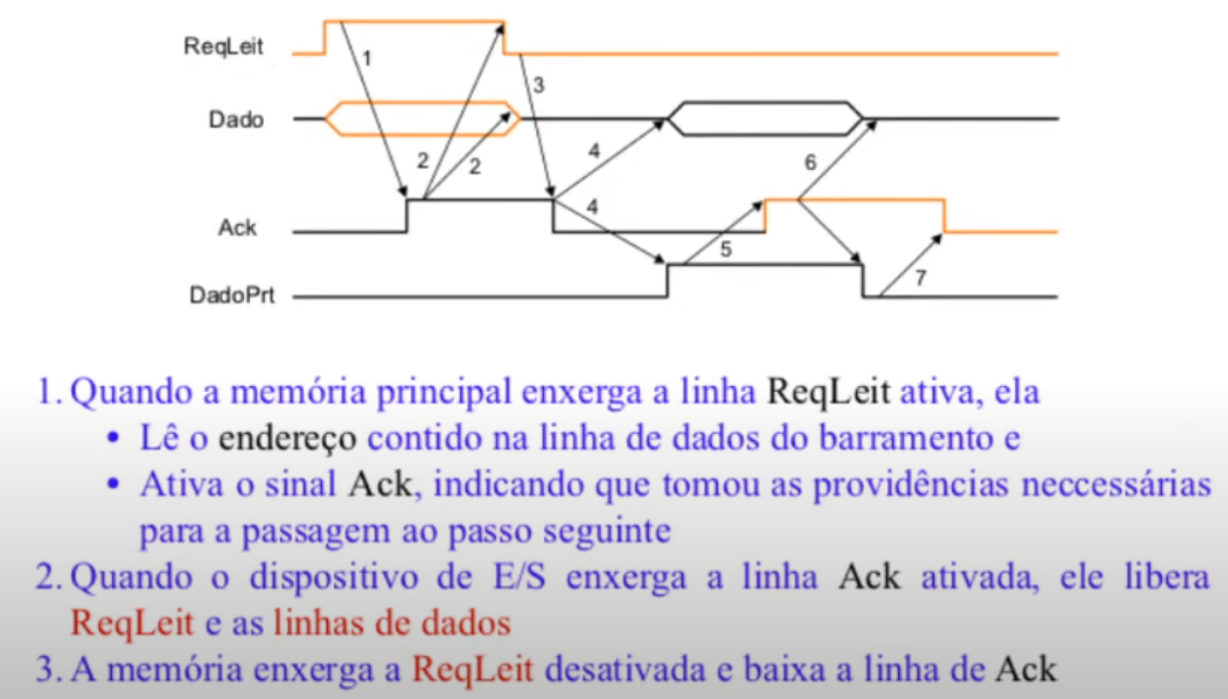 ReqLeit
1
3
Dado
2
2
4
6
4
Ack
5
7
DadoPrt
1. Quando a memória principal enxerga a linha ReqLeit ativa, ela
• Lê o endereço contido na linha de dados do barramento e
• Ativa o sinal Ack, indicando que tomou as providências neccessárias
para a passagem ao passo seguinte
2. Quando o dispositivo de E/S enxerga a linha Ack ativada, ele libera
ReqLeit e as linhas de dados
3. A memória enxerga a ReqLeit desativada e baixa a linha de Ack